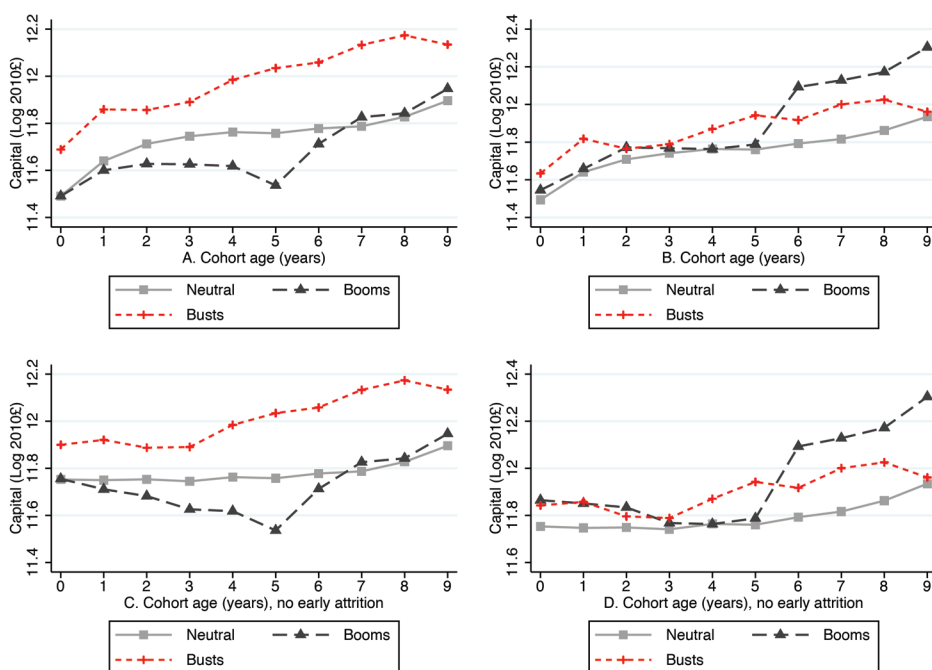 Capital (Log 2010£)
12.2
12
11.8
11.6
11.4
0 1 2 3 4 5 6 7 8 9
A. Cohort age (years)
Neutral Booms
Busts
Capital (Log 2010£)
12.4
12.2
12
11.8
11.6
11.4
0 1 2 3 4 5 6 7 8 9
B. Cohort age (years)
Neutral Booms
Busts
Capital (Log 2010£)
12.2
12
11.8
11.6
11.4
0 1 2 3 4 5 6 7 8 9
C. Cohort age (years), no early attrition
Neutral Booms
Busts
Capital (Log 2010£)
12.4
12.2
12
11.8
11.6
0 1 2 3 4 5 6 7 8 9
D. Cohort age (years), no early attrition
Neutral Booms
Busts